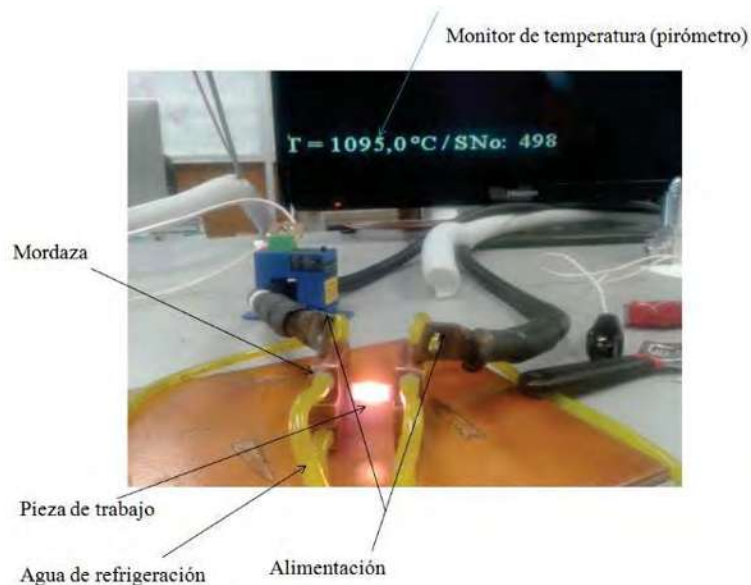 Monitor de temperatura (pirómetro)
T = 1095,0°C/SNo: 498
Mordaza
Pieza de trabajo
Alimentación
Agua de refrigeración